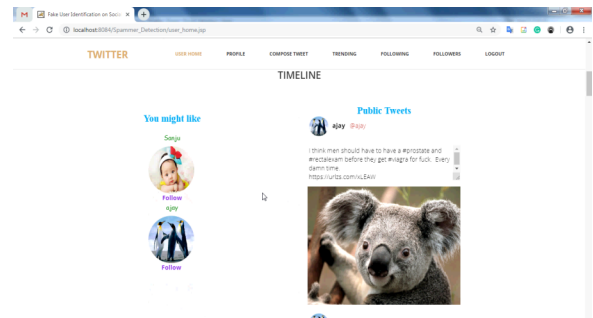 Fake User Identification on Socia
localhost:8084/Spammer_Detection/user_home.jsp
TWITTER
USER HOME PROFILE COMPOSE TWEET TRENDING FOLLOWING FOLLOWERS LOGOUT
TIMELINE
You might like
Sanju
Follow
ajay
Follow
Public Tweets
ajay @ajay
I think men should have to have a #prostate and
#rectalexam before they get #viagra for fuck. Every
damn time.
https://urlzs.com/xLEAW